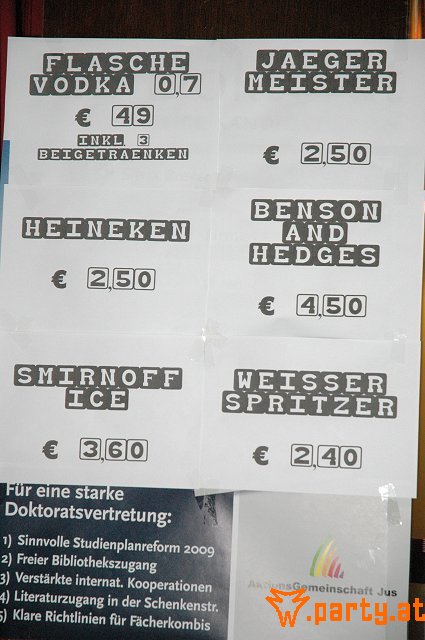 FLASCHE
VODKA 0,7
€ 49
INKL 3
BEIGETRAENKEN
JAEGER
MEISTER
€ 2,50
HEINEKEN
€ 2,50
BENSON
AND
HEDGES
€ 4,50
SMIRNOFF
ICE
€ 3,60
WEISSER
SPRITZER
€ 2,40
Für eine starke
Doktoratsvertretung:
1) Sinnvolle Studienplanreform 2009
2) Freier Bibliothekszugang
3) Verstärkte internat. Kooperationen
4) Literaturzugang in der Schenkenstr.
5) Klare Richtlinien für Fächerkombis
AktionsGemeinschaft Jus
w.party.at